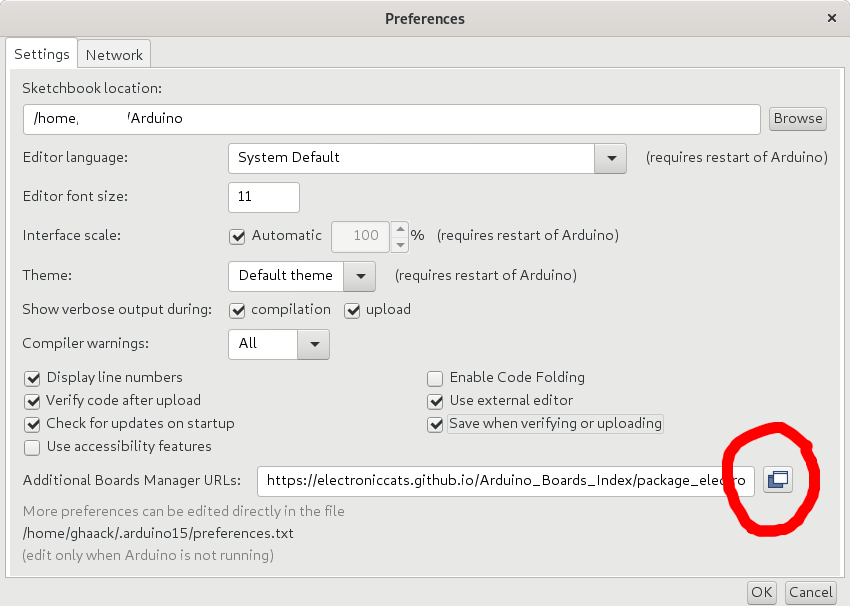 Preferences
Settings Network
Sketchbook location:
/home, '/Arduino Browse
Editor language: System Default (requires restart of Arduino)
Editor font size: 11
Interface scale: Automatic 100 % (requires restart of Arduino)
Theme: Default theme (requires restart of Arduino)
Show verbose output during: compilation upload
Compiler warnings: All
Display line numbers Enable Code Folding
Verify code after upload Use external editor
Check for updates on startup Save when verifying or uploading
Use accessibility features
Additional Boards Manager URLs: https://electroniccats.github.io/Arduino_Boards_Index/package_electro
More preferences can be edited directly in the file
/home/ghaack/.arduino15/preferences.txt
(edit only when Arduino is not running)
OK Cancel